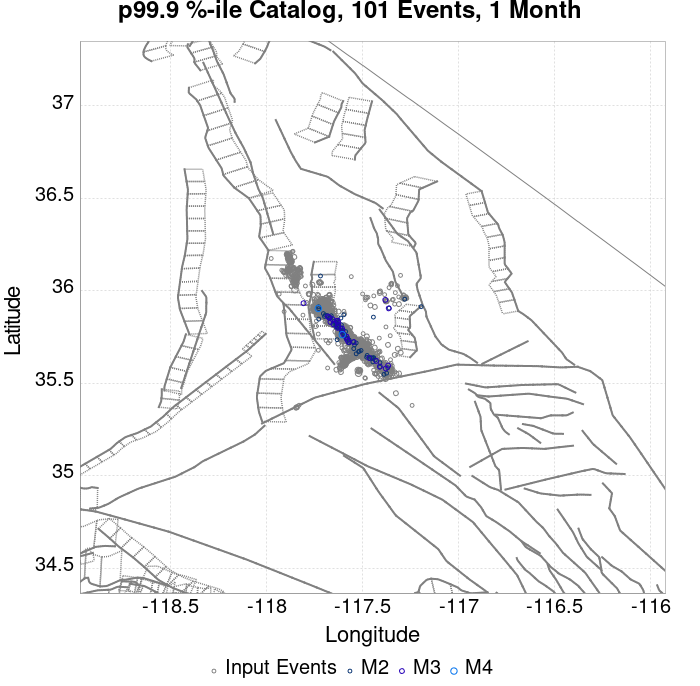 p99.9 %-ile Catalog, 101 Events, 1 Month
37
36.5
36
35.5
35
34.5
Latitude
-118.5 -118 -117.5 -117 -116.5 -116
Longitude
Input Events M2 M3 M4